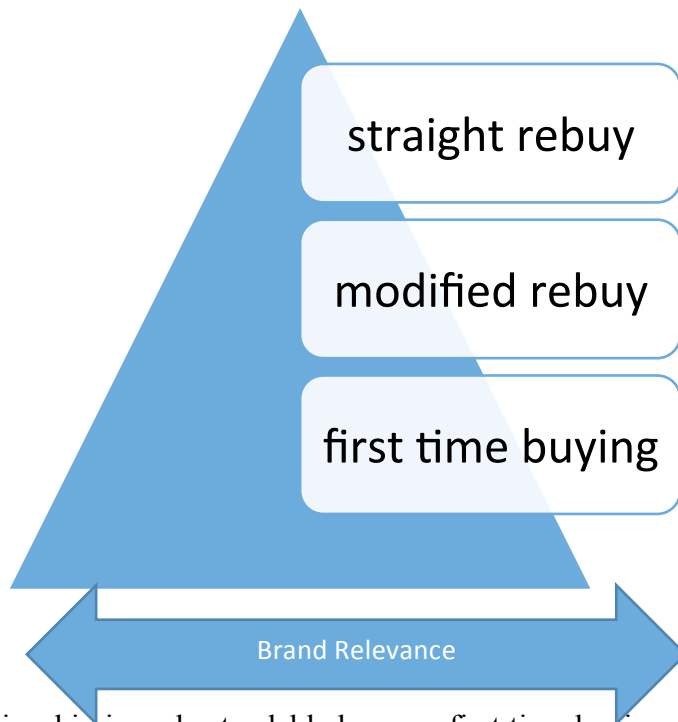 straight rebuy
modified rebuy
first time buying
Brand Relevance